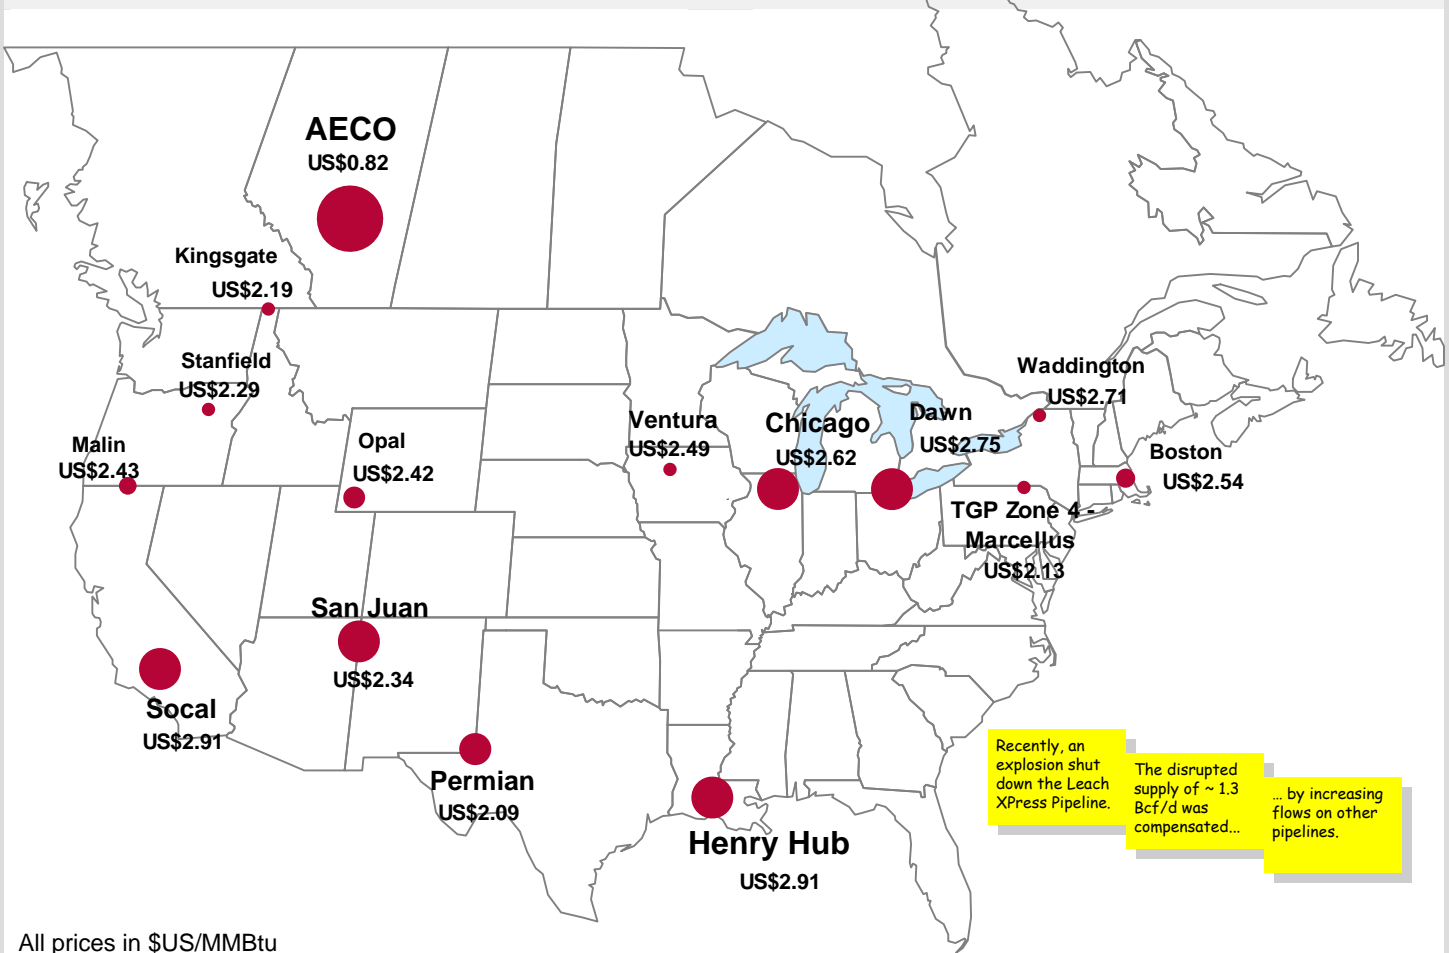 AECO
US$0.82
Kingsgate
US$2.19
Stanfield
US$2.29
Malin
US$2.43
Opal
US$2.42
Ventura
US$2.49
Chicago
US$2.62
Dawn
US$2.75
Waddington
US$2.71
Boston
US$2.54
TGP Zone 4 -
Marcellus
US$2.13
San Juan
US$2.34
Socal
US$2.91
Permian
US$2.09
Henry Hub
US$2.91
Recently, an
explosion shut
down the Leach
XPress Pipeline.
The disrupted
supply of ~ 1.3
Bcf/d was
compensated...
... by increasing
flows on other
pipelines.
All prices in $US/MMBtu